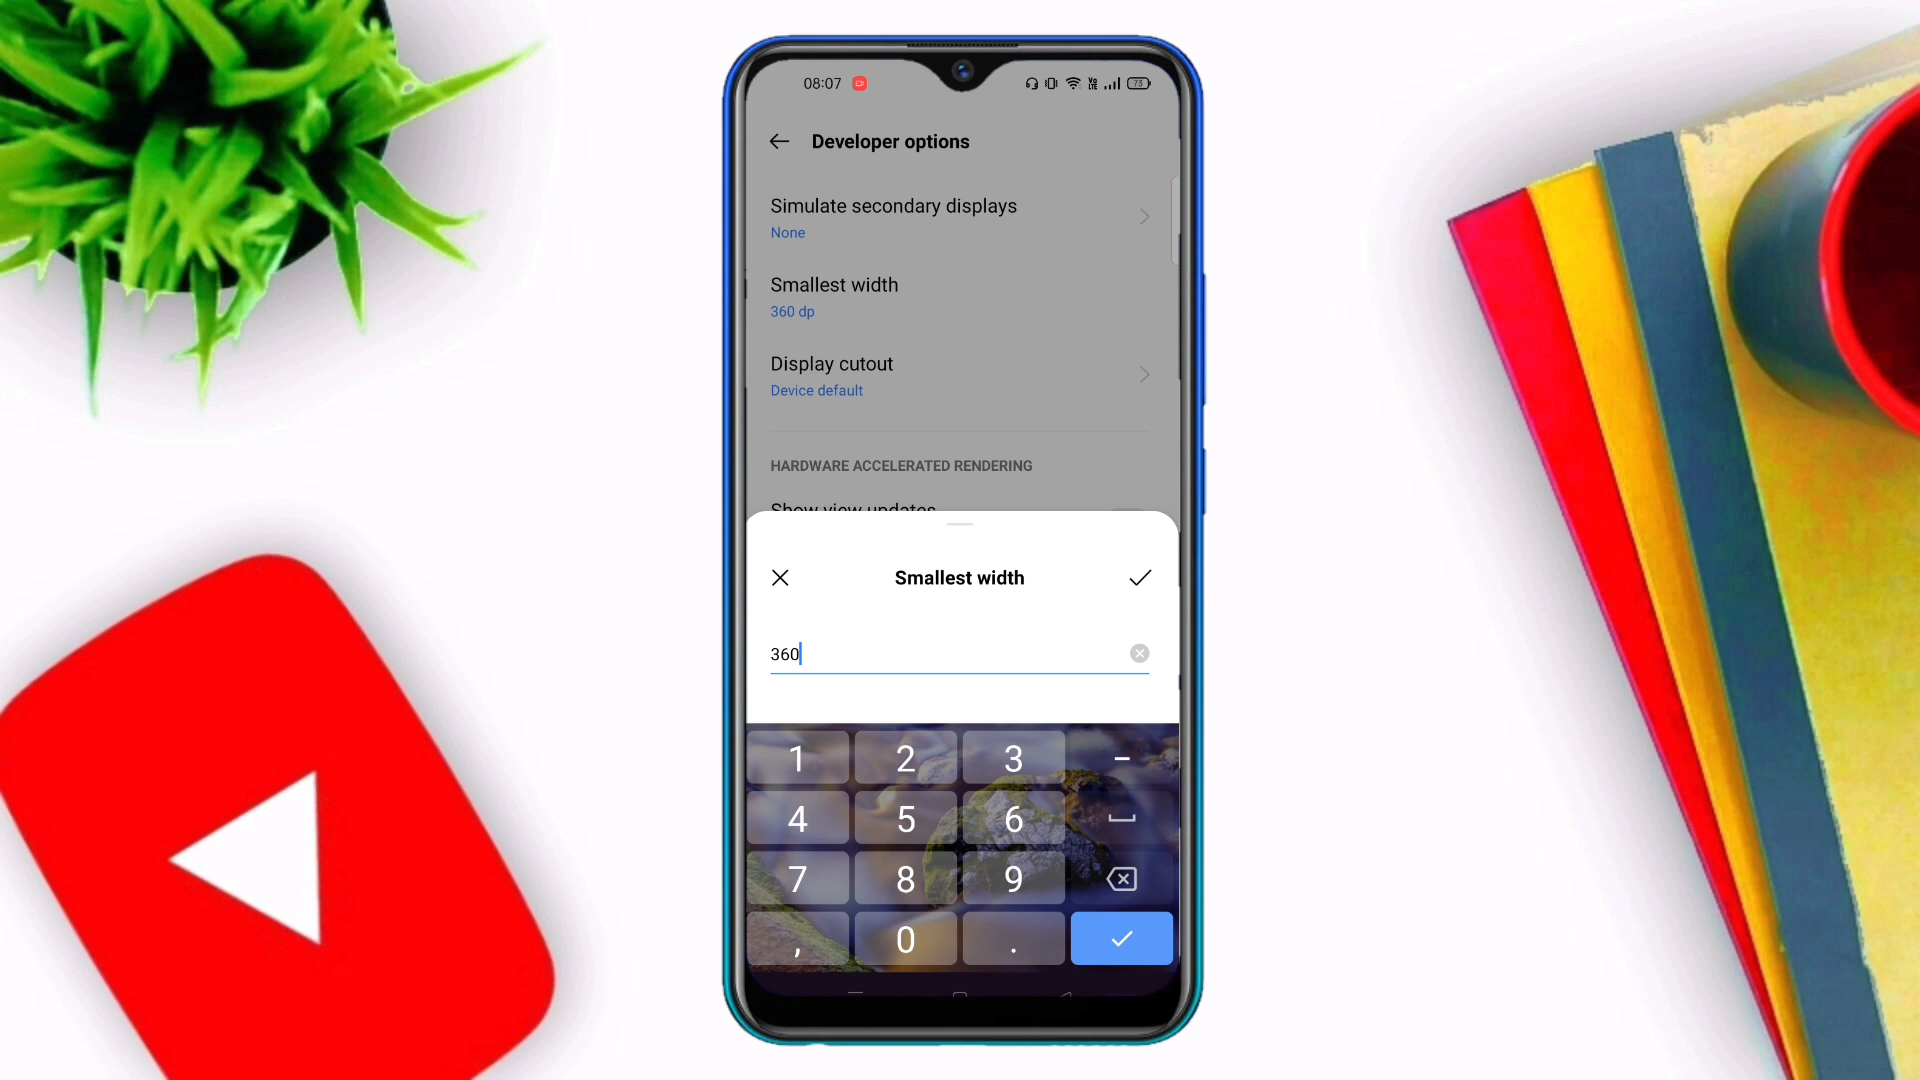 08:07
73
Developer options
Simulate secondary displays
None
Smallest width
360 dp
Display cutout
Device default
HARDWARE ACCELERATED RENDERING
Show view updates
Smallest width
360
1 2 3 -
4 5 6
7 8 9
, 0 .